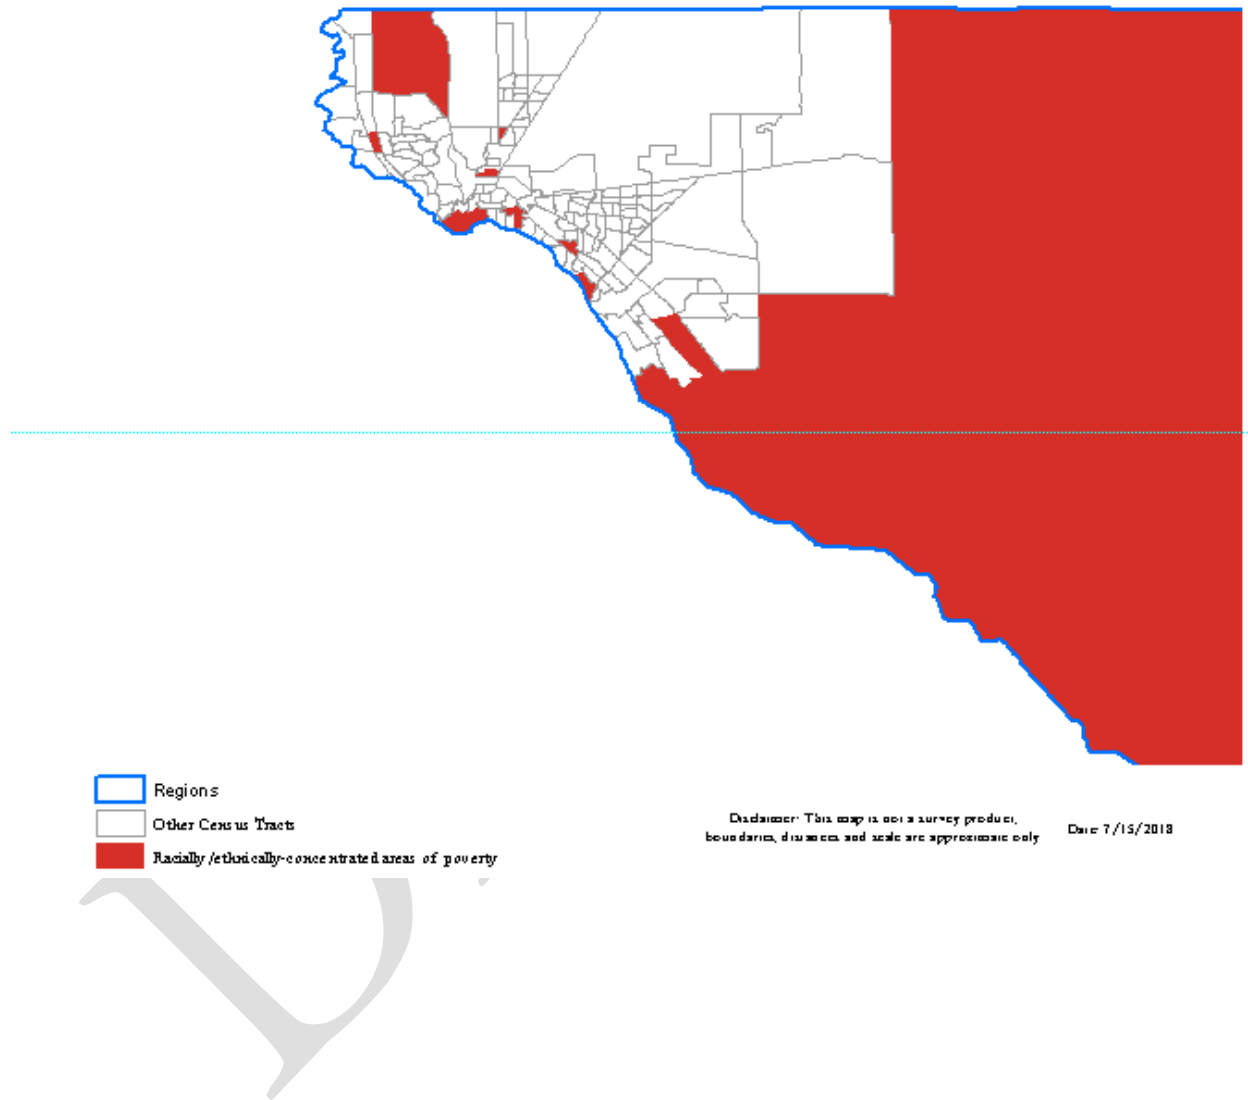 Regions
Other Census Tracts
Racially/ethnically-concentrated areas of poverty
Disclaimer: This map is not a survey product,
boundaries, distances and scale are approximate only
Date: 7/15/2018